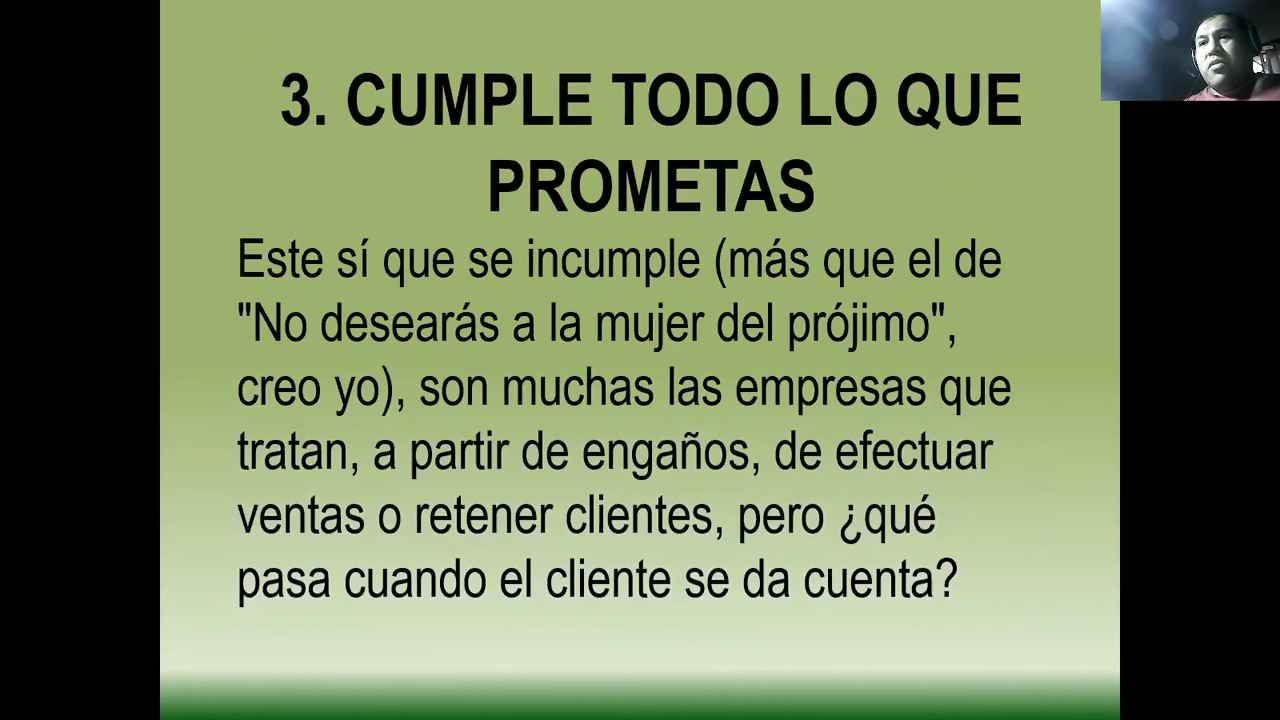 3. CUMPLE TODO LO QUE
PROMETAS
Este sí que se incumple (más que el de
"No desearás a la mujer del prójimo",
creo yo), son muchas las empresas que
tratan, a partir de engaños, de efectuar
ventas o retener clientes, pero ¿qué
pasa cuando el cliente se da cuenta?